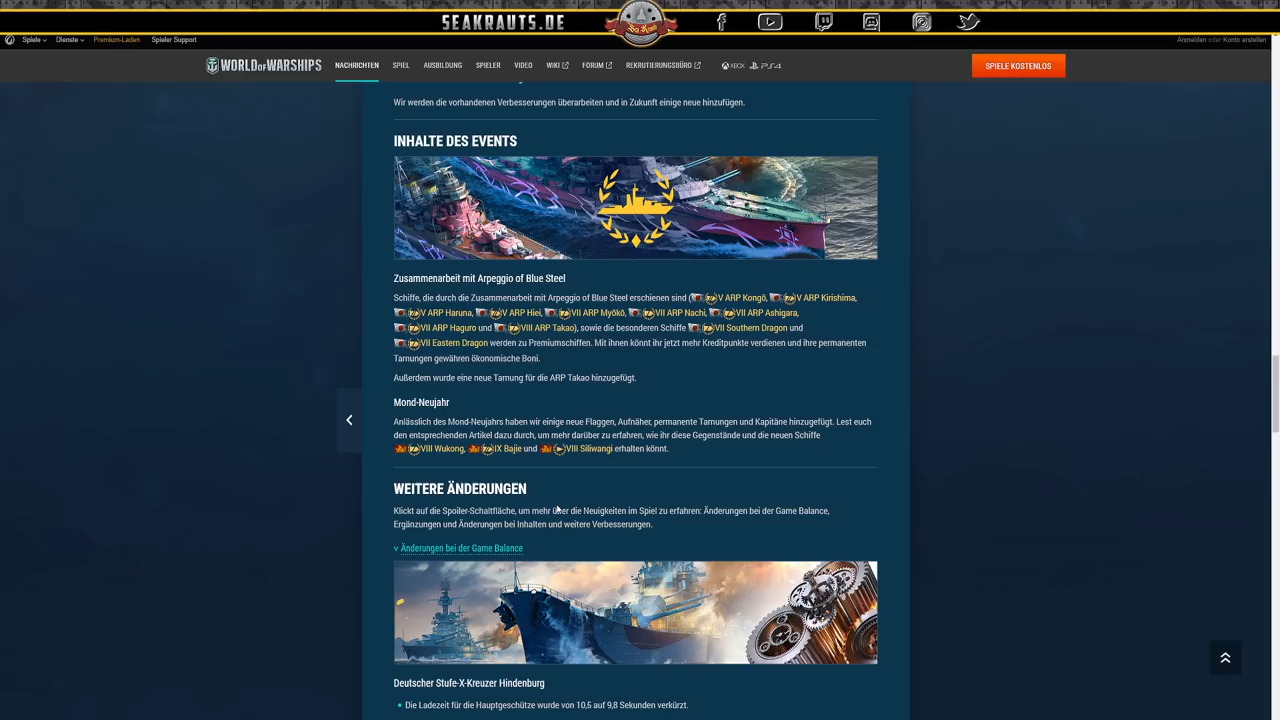 SEAKRAUTS.DE
Sea Krauts
Spiele Dienste Premium-Laden Spieler Support
Anmelden oder Konto erstellen
WORLD OF WARSHIPS
NACHRICHTEN SPIEL AUSBILDUNG SPIELER VIDEO WIKI FORUM REKRUTIERUNGSBÜRO XBOX PS4
SPIELE KOSTENLOS
Wir werden die vorhandenen Verbesserungen überarbeiten und in Zukunft einige neue hinzufügen.
INHALTE DES EVENTS
Zusammenarbeit mit Arpeggio of Blue Steel
Schiffe, die durch die Zusammenarbeit mit Arpeggio of Blue Steel erschienen sind (V ARP Kongō, V ARP Kirishima,
V ARP Haruna, V ARP Hiei, VII ARP Myōkō, VII ARP Nachi, VII ARP Ashigara,
VII ARP Haguro und VIII ARP Takao), sowie die besonderen Schiffe VII Southern Dragon und
VII Eastern Dragon werden zu Premiumschiffen. Mit ihnen könnt ihr jetzt mehr Kreditpunkte verdienen und ihre permanenten
Tarnungen gewähren ökonomische Boni.
Außerdem wurde eine neue Tarnung für die ARP Takao hinzugefügt.
Mond-Neujahr
Anlässlich des Mond-Neujahrs haben wir einige neue Flaggen, Aufnäher, permanente Tarnungen und Kapitäne hinzugefügt. Lest euch
den entsprechenden Artikel dazu durch, um mehr darüber zu erfahren, wie ihr diese Gegenstände und die neuen Schiffe
VIII Wukong, IX Bajie und VIII Siliwangi erhalten könnt.
WEITERE ÄNDERUNGEN
Klickt auf die Spoiler-Schaltfläche, um mehr über die Neuigkeiten im Spiel zu erfahren: Änderungen bei der Game Balance,
Ergänzungen und Änderungen bei Inhalten und weitere Verbesserungen.
Änderungen bei der Game Balance
Deutscher Stufe-X-Kreuzer Hindenburg
Die Ladezeit für die Hauptgeschütze wurde von 10,5 auf 9,8 Sekunden verkürzt.